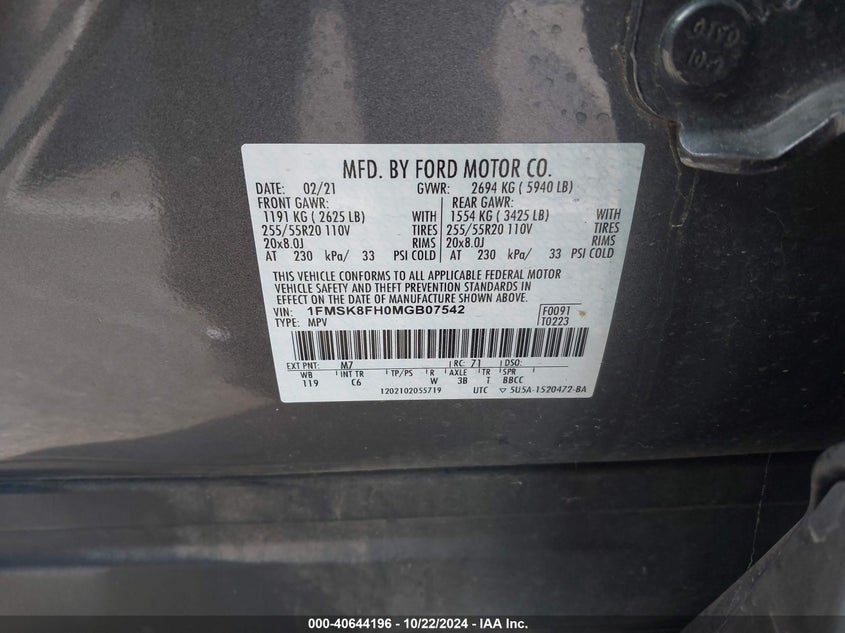 0150
10.9
MFD. BY FORD MOTOR CO.
DATE: 02/21 GVWR: 2694 KG ( 5940 LB)
FRONT GAWR: REAR GAWR:
1191 KG ( 2625 LB) WITH 1554 KG ( 3425 LB) WITH
255/55R20 110V TIRES 255/55R20 110V TIRES
20x8.0J RIMS 20x8.0J RIMS
AT 230 kPa/ 33 PSI COLD AT 230 kPa/ 33 PSI COLD
THIS VEHICLE CONFORMS TO ALL APPLICABLE FEDERAL MOTOR
VEHICLE SAFETY AND THEFT PREVENTION STANDARDS IN
EFFECT ON THE DATE OF MANUFACTURE SHOWN ABOVE.
VIN: 1FMSK8FH0MGB07542 F0091
TYPE: MPV T0223
EXT PNT: M7 RC: 71 DSO:
WB INT TR TP/PS R AXLE TR SPR
119 C6 W 3B T BBCC
1202102055719 UTC ▽ 5U5A-1520472-BA
000-40644196 - 10/22/2024 - IAA Inc.